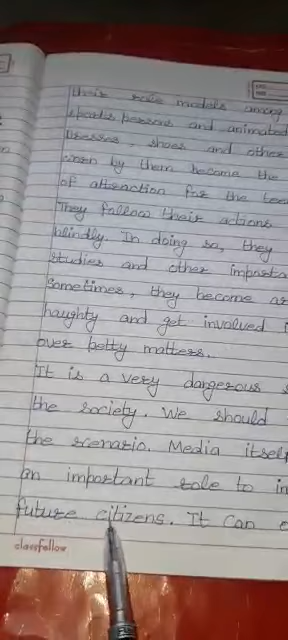 their role models among
sports persons and animated
Dresses, shoes and other
worn by them become the
of attraction for the
They follow their actions
blindly. In doing so, they
studies and other
Sometimes, they become
haughty and get involved
over petty matters.
It is a very dangerous
the society. We should
the scenario. Media itself
an important role to
future citizens. It can
classfellow